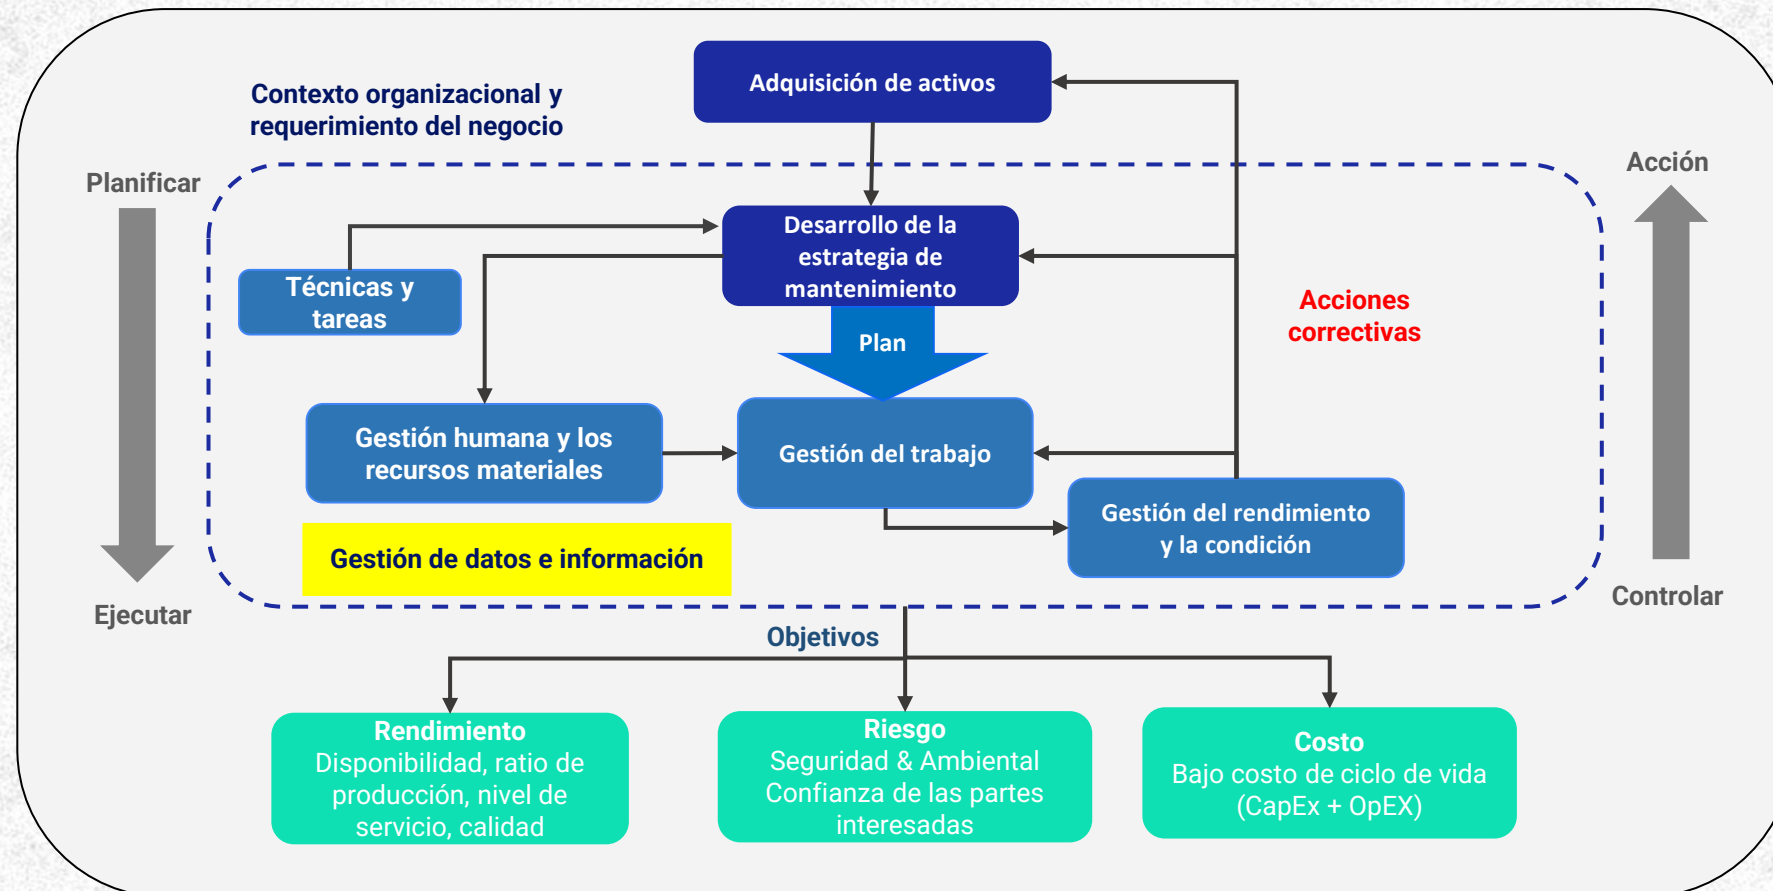 Adquisición de activos
Contexto organizacional y
requerimiento del negocio
Planificar
Acción
Desarrollo de la
estrategia de
mantenimiento
Técnicas y
tareas
Acciones
correctivas
Plan
Gestión humana y los
recursos materiales
Gestión del trabajo
Gestión del rendimiento
y la condición
Gestión de datos e información
Ejecutar
Controlar
Objetivos
Rendimiento
Disponibilidad, ratio de
producción, nivel de
servicio, calidad
Riesgo
Seguridad & Ambiental
Confianza de las partes
interesadas
Costo
Bajo costo de ciclo de vida
(CapEx + OpEX)